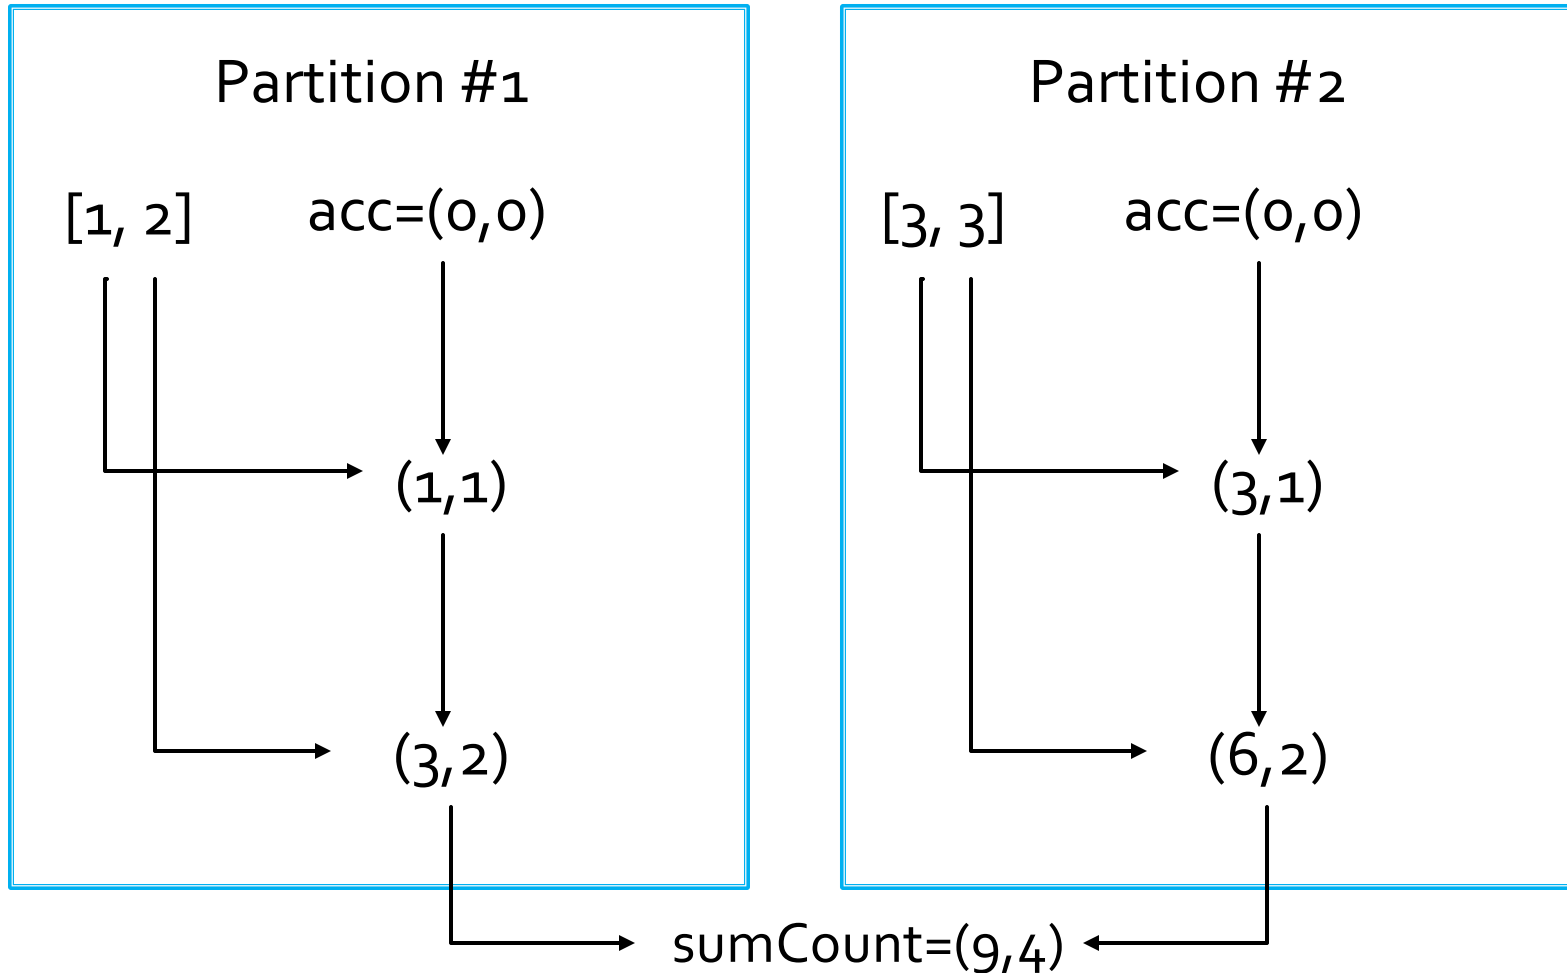 Partition #1
[1, 2] acc=(0,0)
(1,1)
(3,2)
Partition #2
[3, 3] acc=(0,0)
(3,1)
(6,2)
sumCount=(9,4)